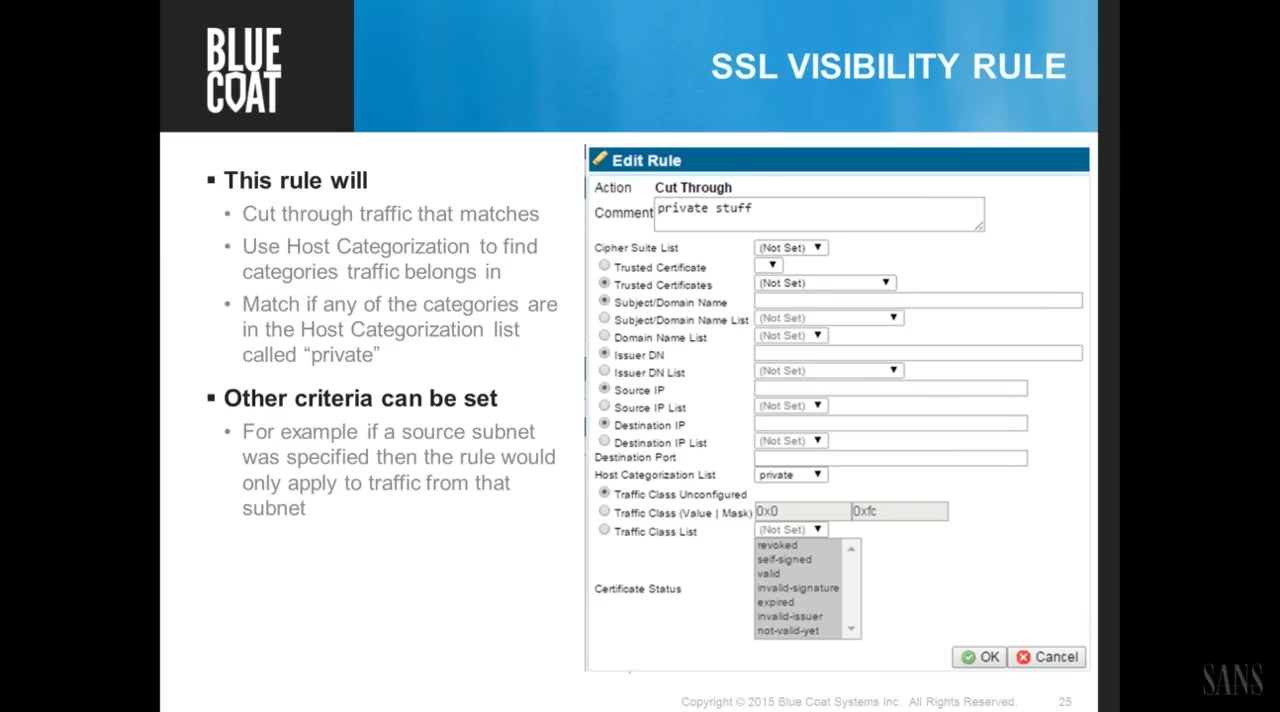 BLUE
COAT
SSL VISIBILITY RULE
This rule will
Cut through traffic that matches
Use Host Categorization to find
categories traffic belongs in
Match if any of the categories are
in the Host Categorization list
called “private”
Other criteria can be set
For example if a source subnet
was specified then the rule would
only apply to traffic from that
subnet
Edit Rule
Action Cut Through
Comment private stuff
Cipher Suite List (Not Set)
Trusted Certificate
Trusted Certificates (Not Set)
Subject/Domain Name
Subject/Domain Name List (Not Set)
Domain Name List (Not Set)
Issuer DN
Issuer DN List (Not Set)
Source IP
Source IP List (Not Set)
Destination IP
Destination IP List (Not Set)
Destination Port
Host Categorization List private
Traffic Class Unconfigured
Traffic Class (Value | Mask) 0x0 0xfc
Traffic Class List (Not Set)
Certificate Status
revoked
self-signed
valid
invalid-signature
expired
invalid-issuer
not-valid-yet
OK Cancel
Copyright © 2015 Blue Coat Systems Inc. All Rights Reserved. 25
SANS